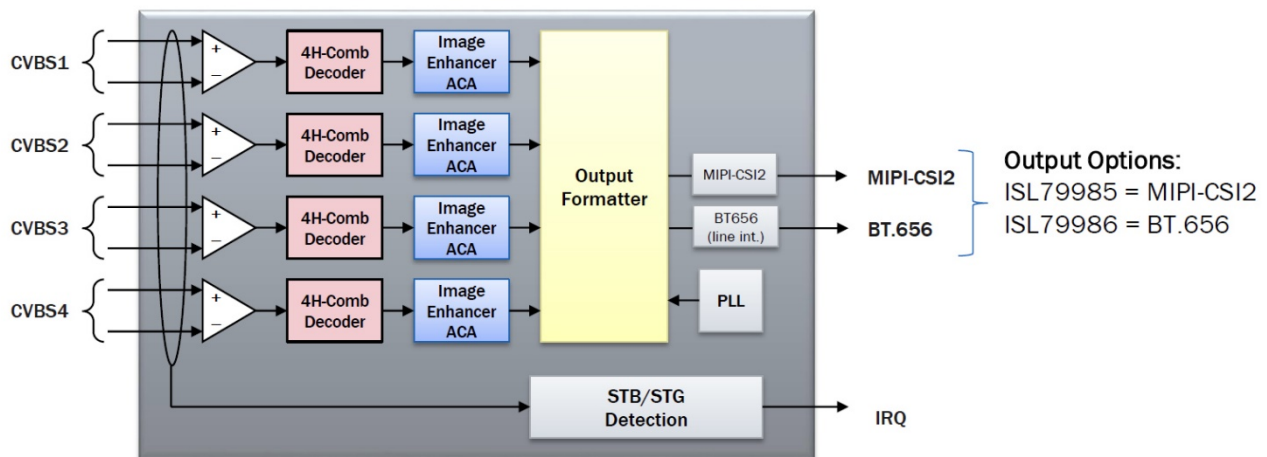 CVBS1
+
−
4H-Comb
Decoder
Image
Enhancer
ACA
CVBS2
+
−
4H-Comb
Decoder
Image
Enhancer
ACA
CVBS3
+
−
4H-Comb
Decoder
Image
Enhancer
ACA
CVBS4
+
−
4H-Comb
Decoder
Image
Enhancer
ACA
Output
Formatter
MIPI-CSI2
BT656
(line int.)
PLL
STB/STG
Detection
MIPI-CSI2
BT.656
IRQ
Output Options:
ISL79985 = MIPI-CSI2
ISL79986 = BT.656